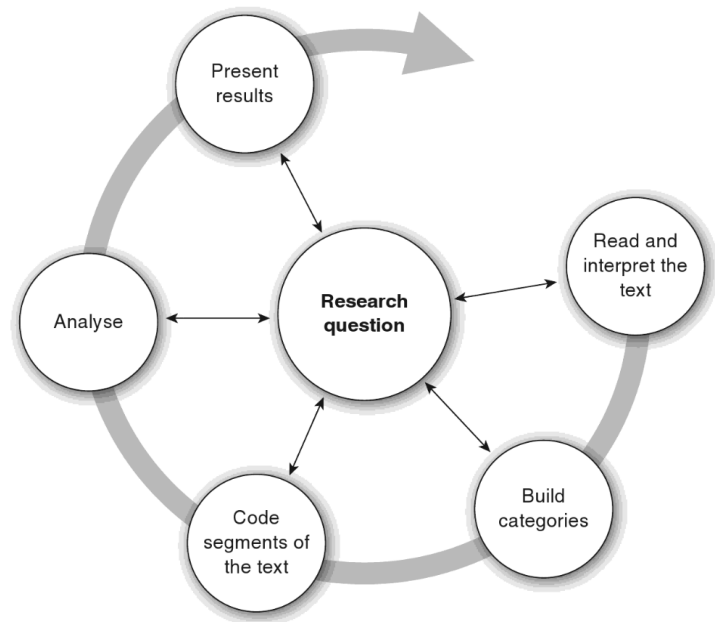 Present
results
Read and
interpret the
text
Research
question
Analyse
Build
categories
Code
segments of
the text